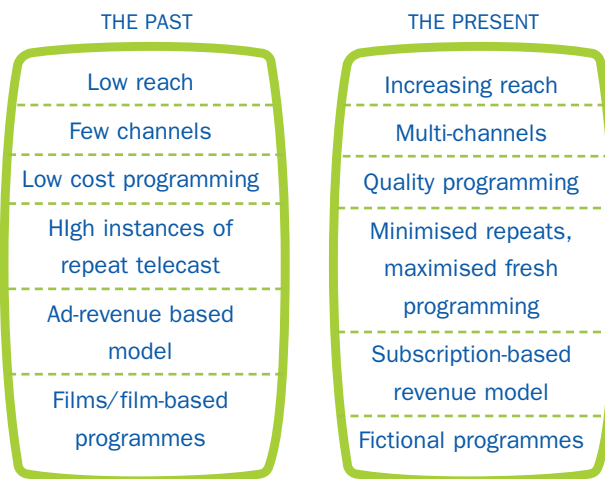 THE PAST
Low reach
Few channels
Low cost programming
HIgh instances of
repeat telecast
Ad-revenue based
model
Films/film-based
programmes
THE PRESENT
Increasing reach
Multi-channels
Quality programming
Minimised repeats,
maximised fresh
programming
Subscription-based
revenue model
Fictional programmes